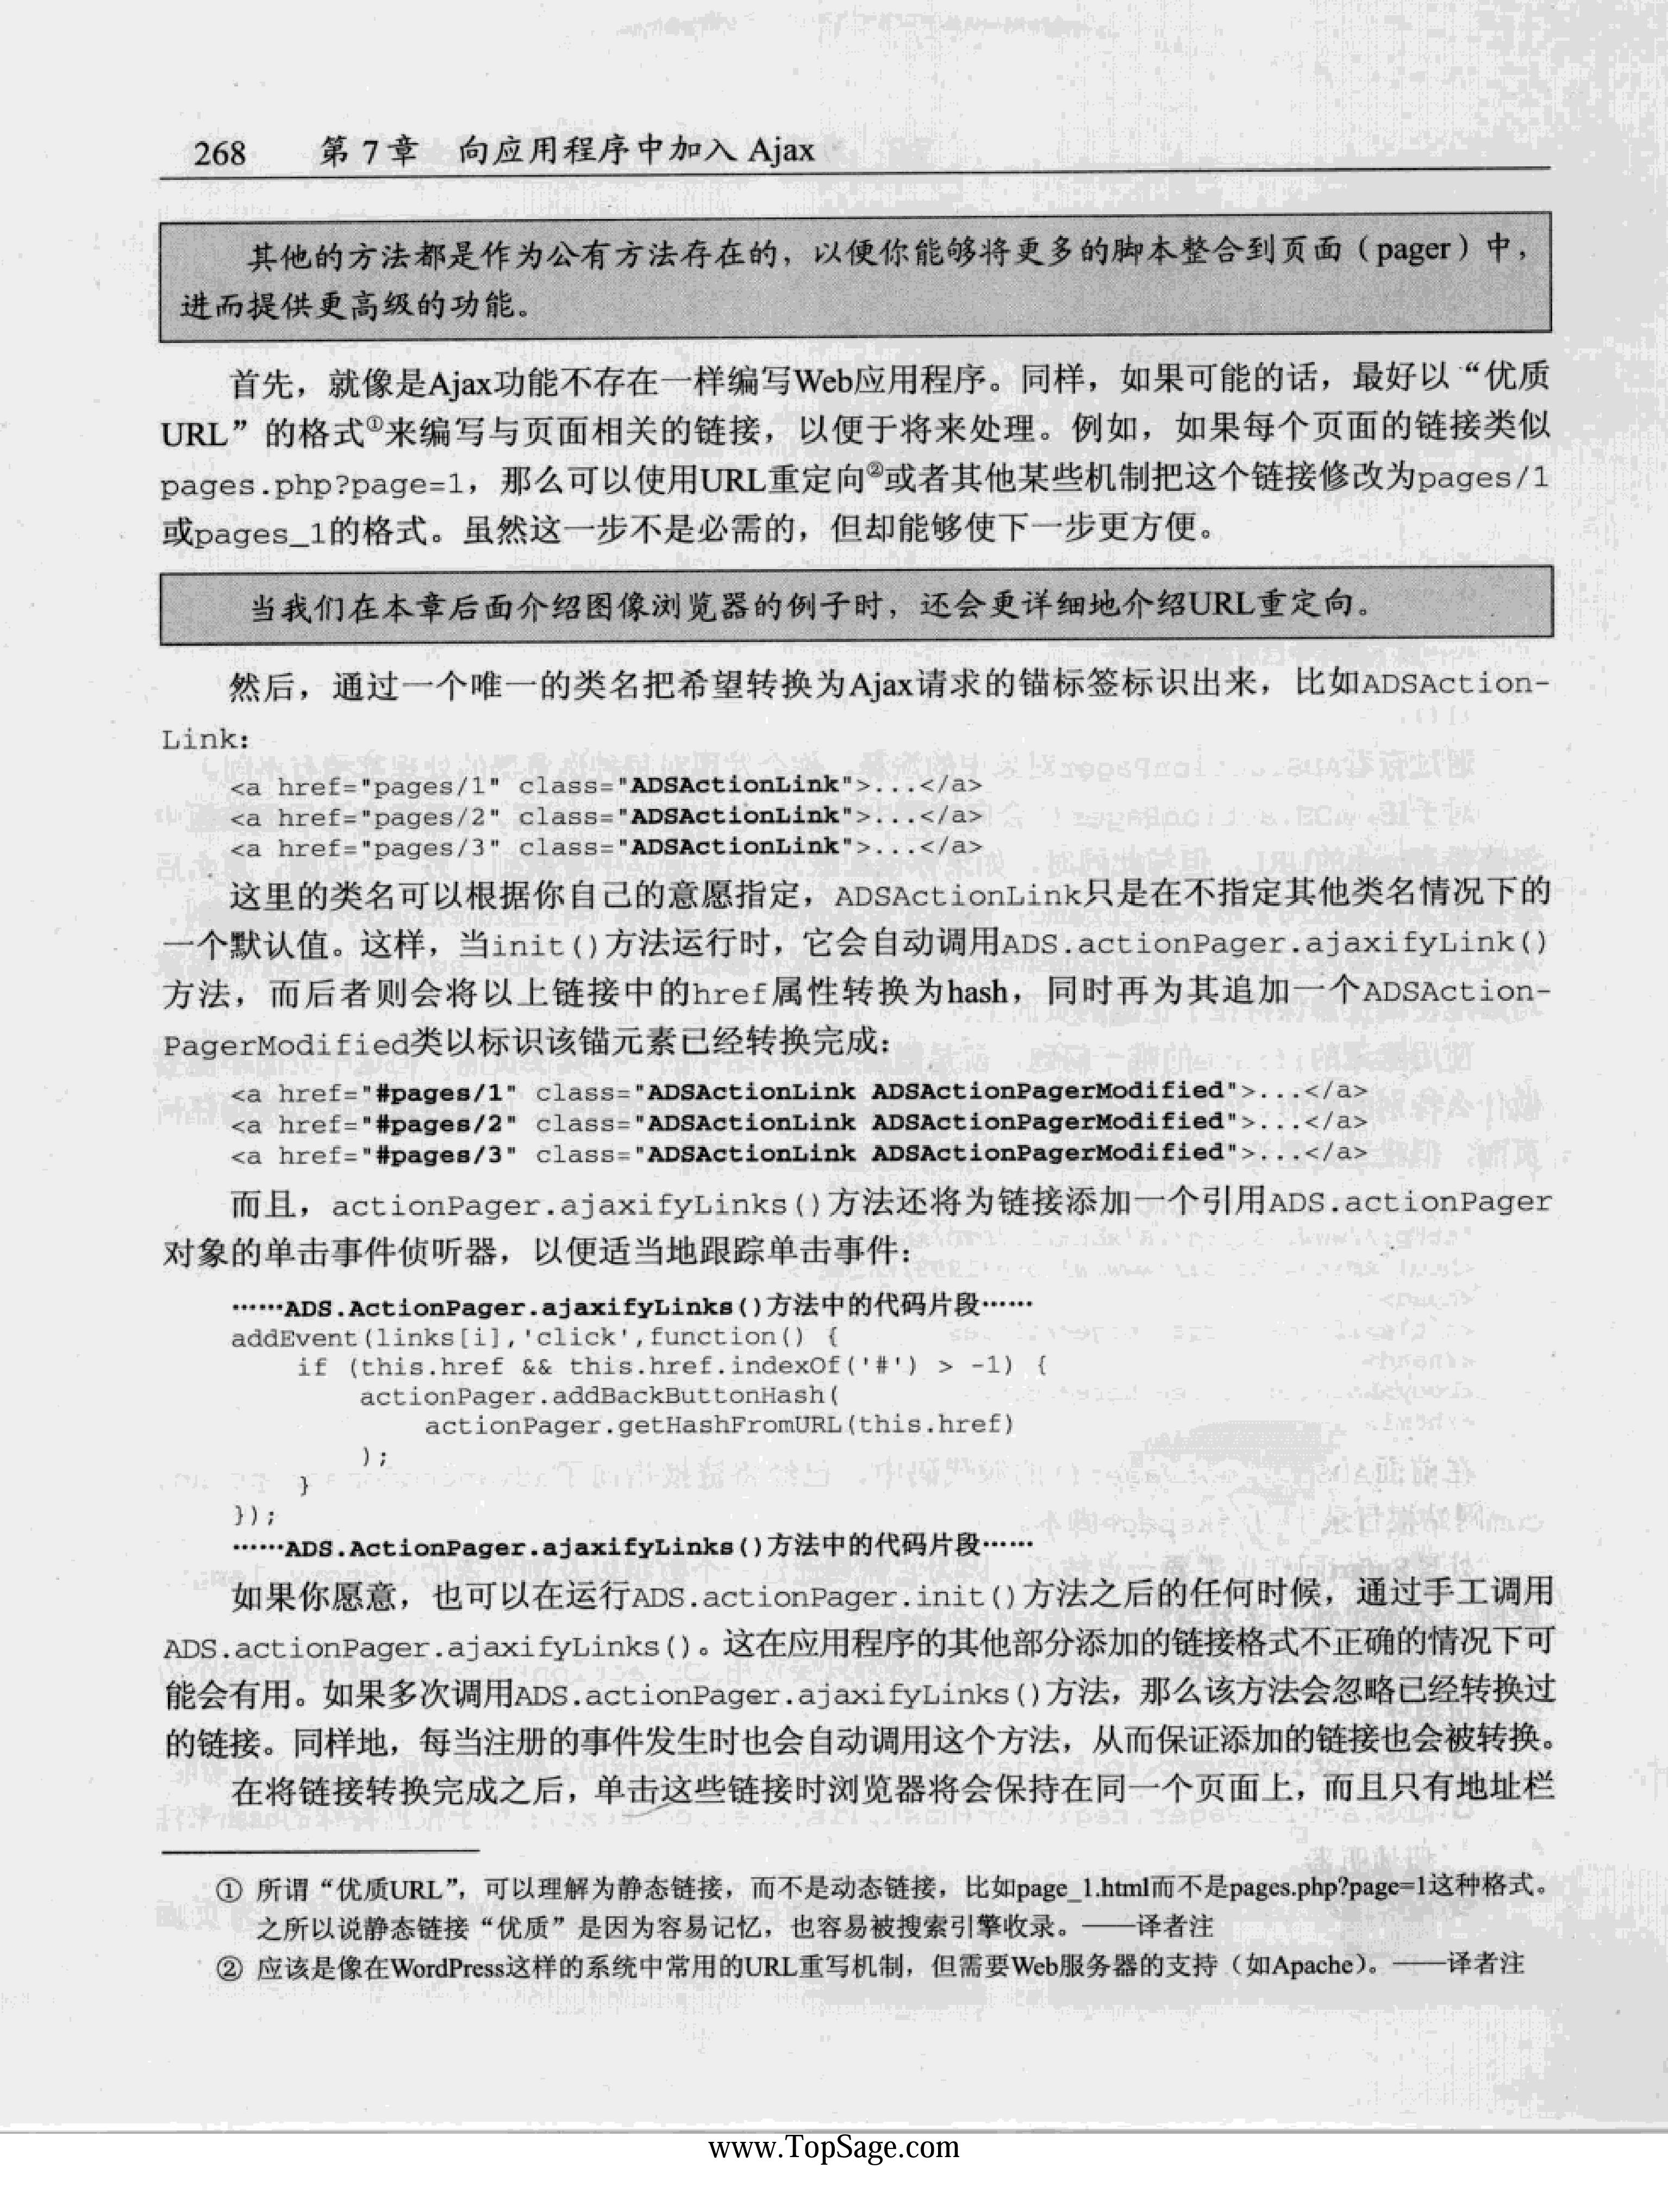 268 第 7 章 向应用程序中加入 Ajax
其他的方法都是作为公有方法存在的，以便你能够将更多的脚本整合到页面（pager）中，
进而提供更高级的功能。
首先，就像是Ajax功能不存在一样编写Web应用程序。同样，如果可能的话，最好以“优质
URL”的格式①来编写与页面相关的链接，以便于将来处理。例如，如果每个页面的链接类似
pages.php?page=1，那么可以使用URL重定向②或者其他某些机制把这个链接修改为pages/1
或pages_1的格式。虽然这一步不是必需的，但却能够使下一步更方便。
当我们在本章后面介绍图像浏览器的例子时，还会更详细地介绍URL重定向。
然后，通过一个唯一的类名把希望转换为Ajax请求的锚标签标识出来，比如ADSAction-
Link：
<a href="pages/1" class="ADSActionLink">...</a>
<a href="pages/2" class="ADSActionLink">...</a>
<a href="pages/3" class="ADSActionLink">...</a>
这里的类名可以根据你自己的意愿指定，ADSActionLink只是在不指定其他类名情况下的
一个默认值。这样，当init()方法运行时，它会自动调用ADS.actionPager.ajaxifyLink()
方法，而后者则会将以上链接中的href属性转换为hash，同时再为其追加一个ADSAction-
PagerModified类以标识该锚元素已经转换完成：
<a href="#pages/1" class="ADSActionLink ADSActionPagerModified">...</a>
<a href="#pages/2" class="ADSActionLink ADSActionPagerModified">...</a>
<a href="#pages/3" class="ADSActionLink ADSActionPagerModified">...</a>
而且，actionPager.ajaxifyLinks()方法还将为链接添加一个引用ADS.actionPager
对象的单击事件侦听器，以便适当地跟踪单击事件：
……ADS.ActionPager.ajaxifyLinks()方法中的代码片段……
addEvent(links[i],'click',function() {
    if (this.href && this.href.indexOf('#') > -1) {
        actionPager.addBackButtonHash(
            actionPager.getHashFromURL(this.href)
        );
    }
});
……ADS.ActionPager.ajaxifyLinks()方法中的代码片段……
如果你愿意，也可以在运行ADS.actionPager.init()方法之后的任何时候，通过手工调用
ADS.actionPager.ajaxifyLinks()。这在应用程序的其他部分添加的链接格式不正确的情况下可
能会有用。如果多次调用ADS.actionPager.ajaxifyLinks()方法，那么该方法会忽略已经转换过
的链接。同样地，每当注册的事件发生时也会自动调用这个方法，从而保证添加的链接也会被转换。
在将链接转换完成之后，单击这些链接时浏览器将会保持在同一个页面上，而且只有地址栏
① 所谓“优质URL”，可以理解为静态链接，而不是动态链接，比如page_1.html而不是pages.php?page=1这种格式。
之所以说静态链接“优质”是因为容易记忆，也容易被搜索引擎收录。——译者注
② 应该是像在WordPress这样的系统中常用的URL重写机制，但需要Web服务器的支持（如Apache）。——译者注
www.TopSage.com